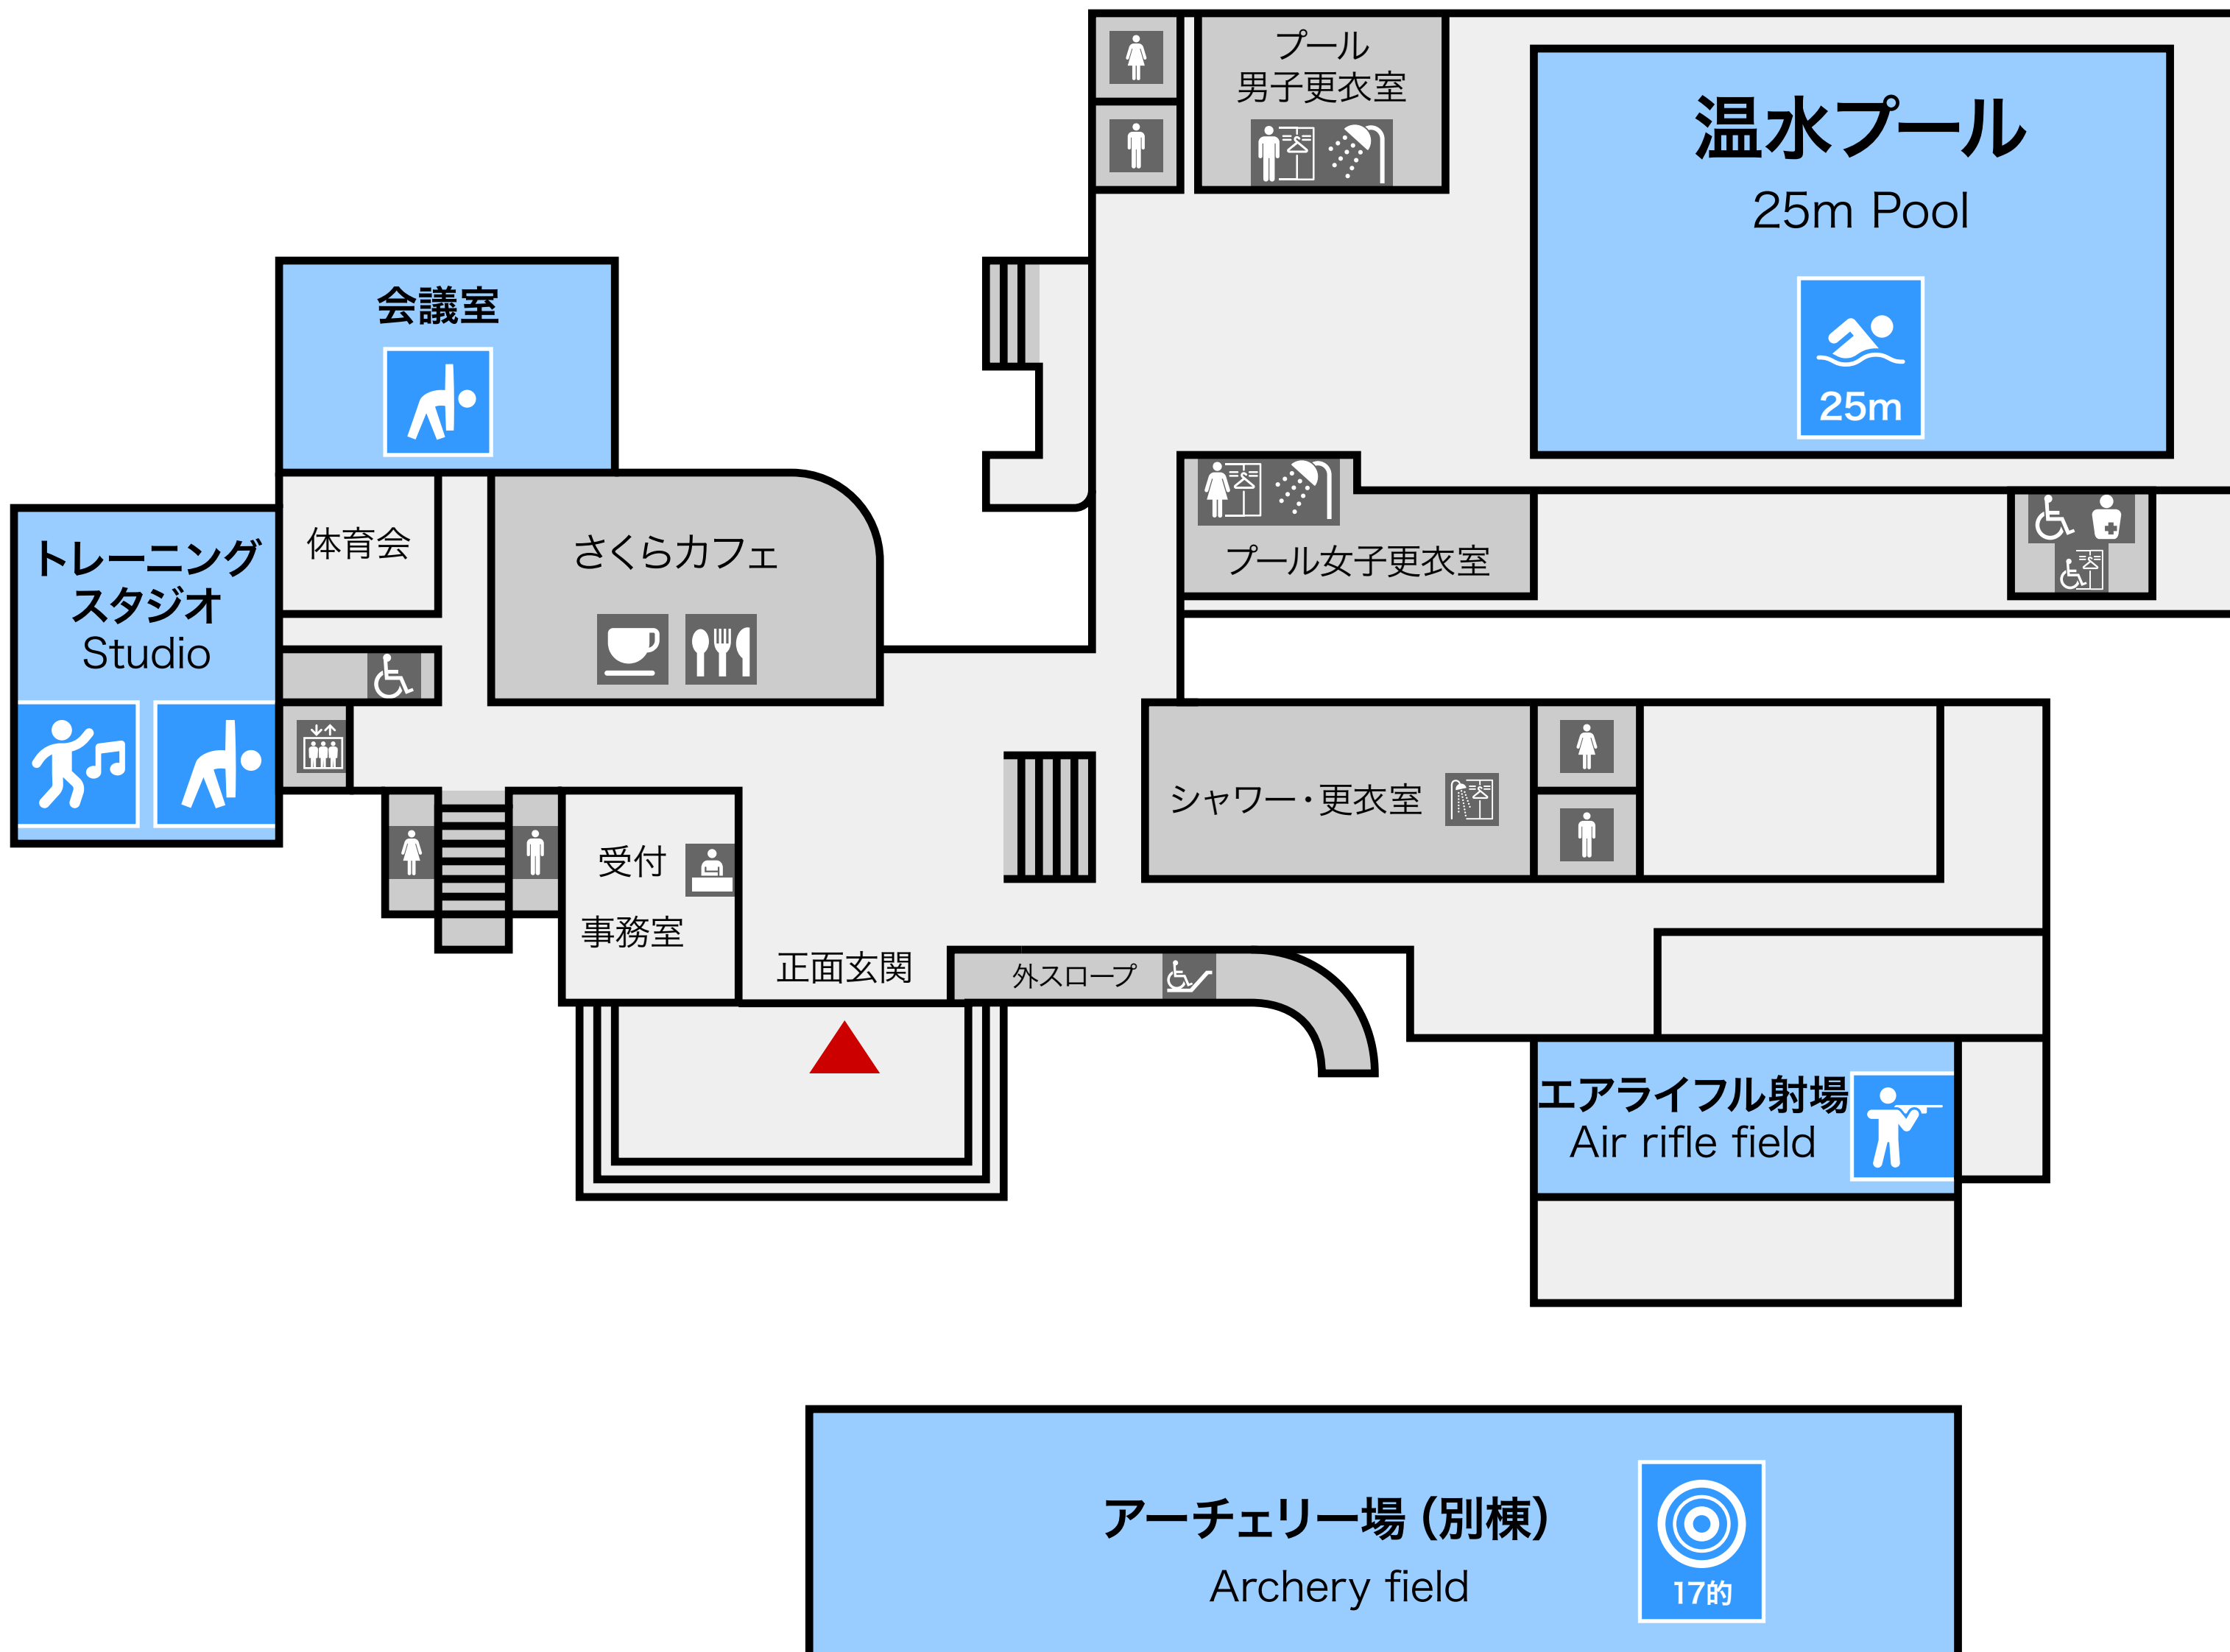 プール
男子更衣室
温水プール
25m Pool
25m
会議室
トレーニング
スタジオ
Studio
体育会
さくらカフェ
プール女子更衣室
シャワー・更衣室
受付
事務室
正面玄関
外スロープ
エアライフル射場
Air rifle field
アーチェリー場（別棟）
Archery field
17的